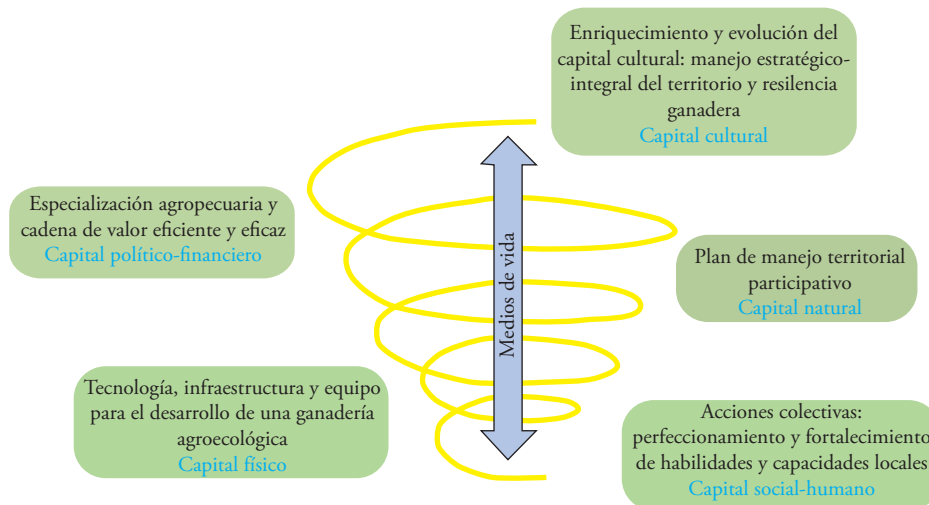 Enriquecimiento y evolución del
capital cultural: manejo estratégico-
integral del territorio y resilencia
ganadera
Capital cultural
Especialización agropecuaria y
cadena de valor eficiente y eficaz
Capital político-financiero
Plan de manejo territorial
participativo
Capital natural
Medios de vida
Tecnología, infraestructura y equipo
para el desarrollo de una ganadería
agroecológica
Capital físico
Acciones colectivas:
perfeccionamiento y fortalecimiento
de habilidades y capacidades locales
Capital social-humano